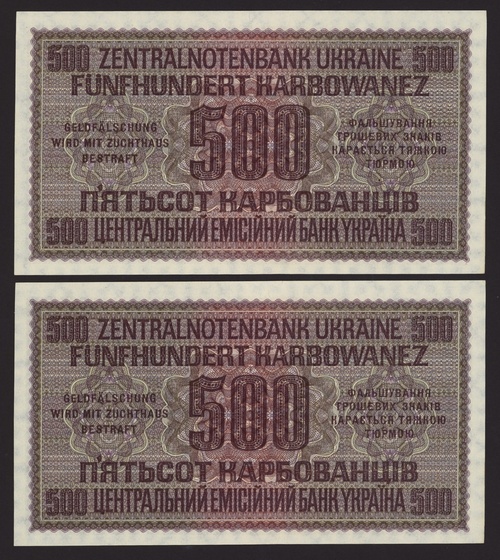 500 ZENTRALNOTENBANK UKRAINE 500
FÜNFHUNDERT KARBOWANEZ
GELDFÄLSCHUNG
WIRD MIT ZUCHTHAUS
BESTRAFT
500
ФАЛЬШУВАННЯ
ГРОШЕВИХ ЗНАКІВ
КАРАЄТЬСЯ ТЯЖКОЮ
ТЮРМОЮ
П'ЯТЬСОТ КАРБОВАНЦІВ
500 ЦЕНТРАЛЬНИЙ ЕМІСІЙНИЙ БАНК УКРАЇНА 500
500 ZENTRALNOTENBANK UKRAINE 500
FÜNFHUNDERT KARBOWANEZ
GELDFÄLSCHUNG
WIRD MIT ZUCHTHAUS
BESTRAFT
500
ФАЛЬШУВАННЯ
ГРОШЕВИХ ЗНАКІВ
КАРАЄТЬСЯ ТЯЖКОЮ
ТЮРМОЮ
П'ЯТЬСОТ КАРБОВАНЦІВ
500 ЦЕНТРАЛЬНИЙ ЕМІСІЙНИЙ БАНК УКРАЇНА 500